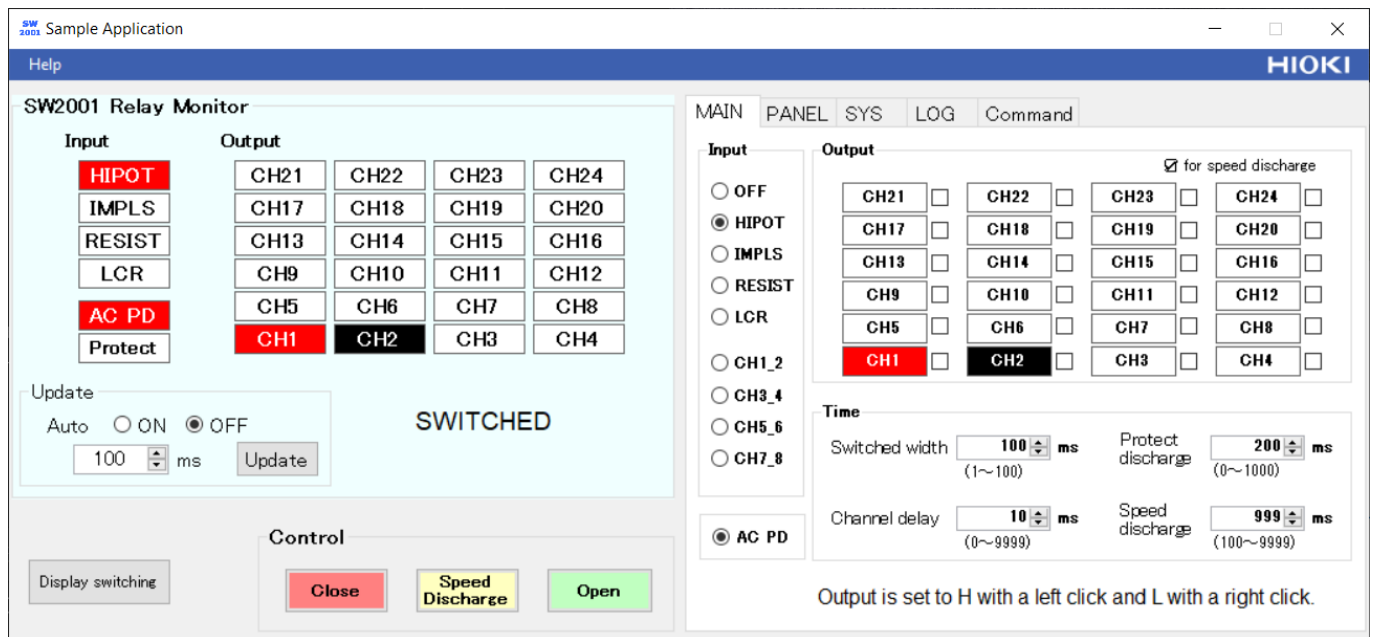 SW
2001 Sample Application
Help
HIOKI
SW2001 Relay Monitor
Input
Output
HIPOT
CH21 CH22 CH23 CH24
IMPLS
CH17 CH18 CH19 CH20
RESIST
CH13 CH14 CH15 CH16
LCR
CH9 CH10 CH11 CH12
AC PD
CH5 CH6 CH7 CH8
Protect
CH1 CH2 CH3 CH4
Update
Auto ON OFF
100 ms Update
SWITCHED
Display switching
Control
Close
Speed
Discharge
Open
MAIN PANEL SYS LOG Command
Input
OFF
HIPOT
IMPLS
RESIST
LCR
CH1_2
CH3_4
CH5_6
CH7_8
AC PD
Output
for speed discharge
CH21 CH22 CH23 CH24
CH17 CH18 CH19 CH20
CH13 CH14 CH15 CH16
CH9 CH10 CH11 CH12
CH5 CH6 CH7 CH8
CH1 CH2 CH3 CH4
Time
Switched width 100 ms
(1～100)
Protect
discharge 200 ms
(0～1000)
Channel delay 10 ms
(0～9999)
Speed
discharge 999 ms
(100～9999)
Output is set to H with a left click and L with a right click.